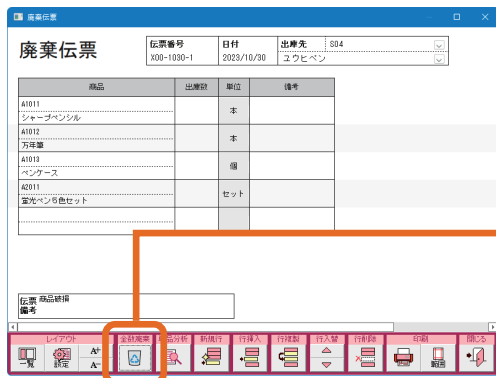 廃棄伝票
廃棄伝票
伝票番号 日付 出庫先 S04
X00-1030-1 2023/10/30 ユウヒペン
商品 出庫数 単位 備考
A1011
シャープペンシル 本
A1012
万年筆 本
A1013
ペンケース 個
A2011
蛍光ペン5色セット セット
伝票
備考 商品破損
レイアウト 全数廃棄 商品分析 新規行 行挿入 行複製 行入替 行削除 印刷 閉じる
一覧 設定 A+ A- 範囲